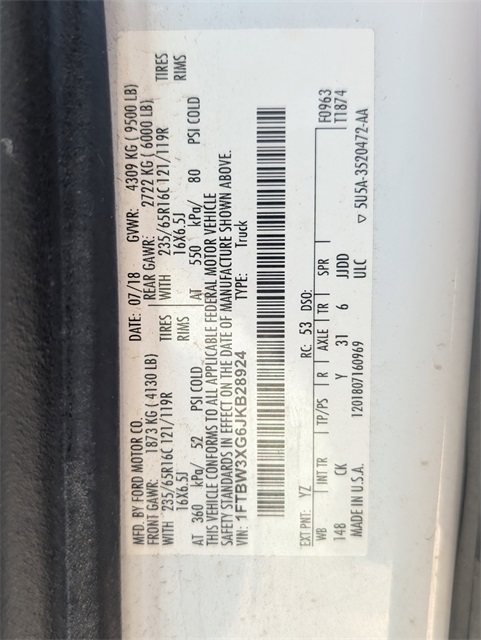 MFD. BY FORD MOTOR CO.
DATE: 07/18 GVWR: 4309 KG ( 9500 LB)
FRONT GAWR: 1873 KG ( 4130 LB) REAR GAWR: 2722 KG ( 6000 LB)
WITH 235/65R16C 121/119R TIRES WITH 235/65R16C 121/119R TIRES
16X6.5J RIMS 16X6.5J RIMS
AT 360 kPa/ 52 PSI COLD AT 550 kPa/ 80 PSI COLD
THIS VEHICLE CONFORMS TO ALL APPLICABLE FEDERAL MOTOR VEHICLE
SAFETY STANDARDS IN EFFECT ON THE DATE OF MANUFACTURE SHOWN ABOVE.
VIN: 1FTBW3XG6JKB28924 TYPE: Truck
F0963
T1874
EXT PNT: YZ RC: 53 DSO:
WB INT TR TP/PS R AXLE TR SPR
148 CK Y 31 6 JJDD
ULC ▽ 5U5A-3520472-AA
MADE IN U.S.A. 1201807160969